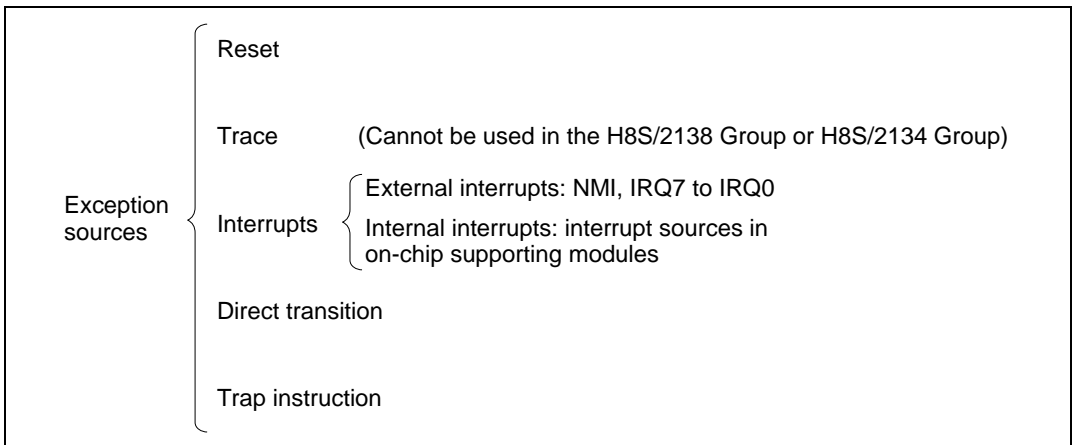 Exception
sources
Reset
Trace (Cannot be used in the H8S/2138 Group or H8S/2134 Group)
Interrupts
External interrupts: NMI, IRQ7 to IRQ0
Internal interrupts: interrupt sources in
on-chip supporting modules
Direct transition
Trap instruction